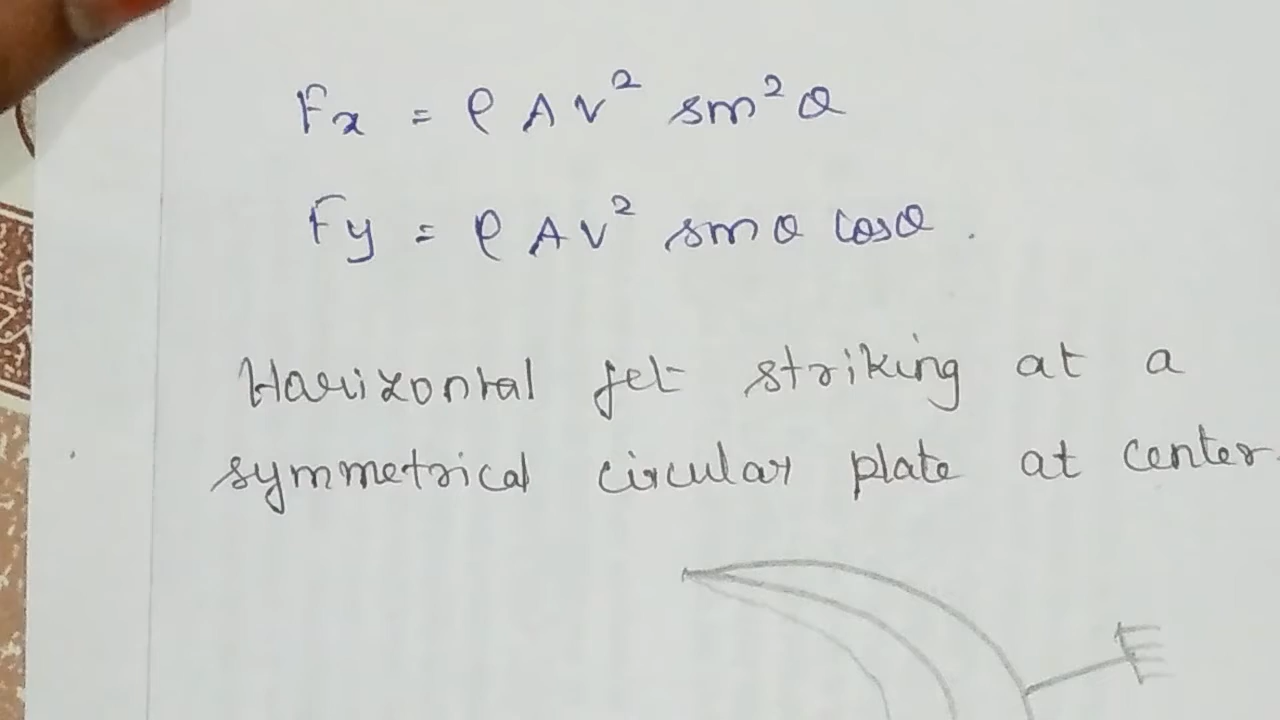 Fx = ρ A V² sin² θ
Fy = ρ A V² sin θ cos θ .
Horizontal jet striking at a
symmetrical circular plate at center.